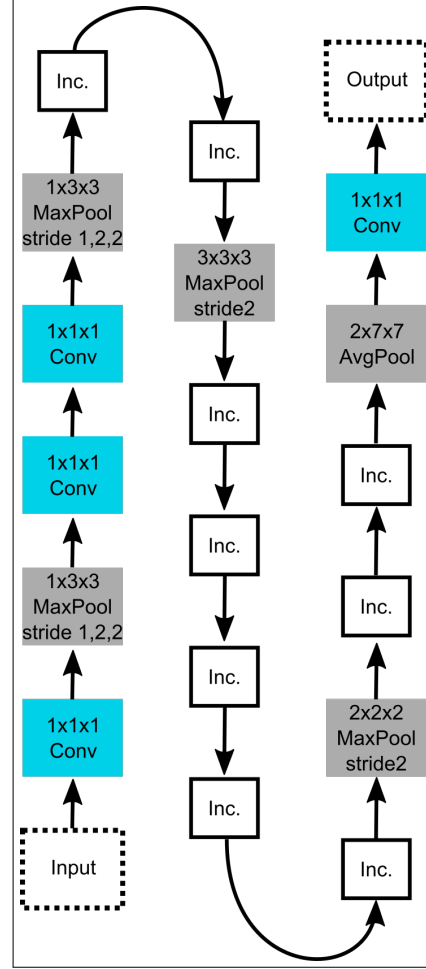 Input
1x1x1
Conv
1x3x3
MaxPool
stride 1,2,2
1x1x1
Conv
1x1x1
Conv
1x3x3
MaxPool
stride 1,2,2
Inc.
Inc.
3x3x3
MaxPool
stride2
Inc.
Inc.
Inc.
Inc.
Inc.
2x2x2
MaxPool
stride2
Inc.
Inc.
2x7x7
AvgPool
1x1x1
Conv
Output